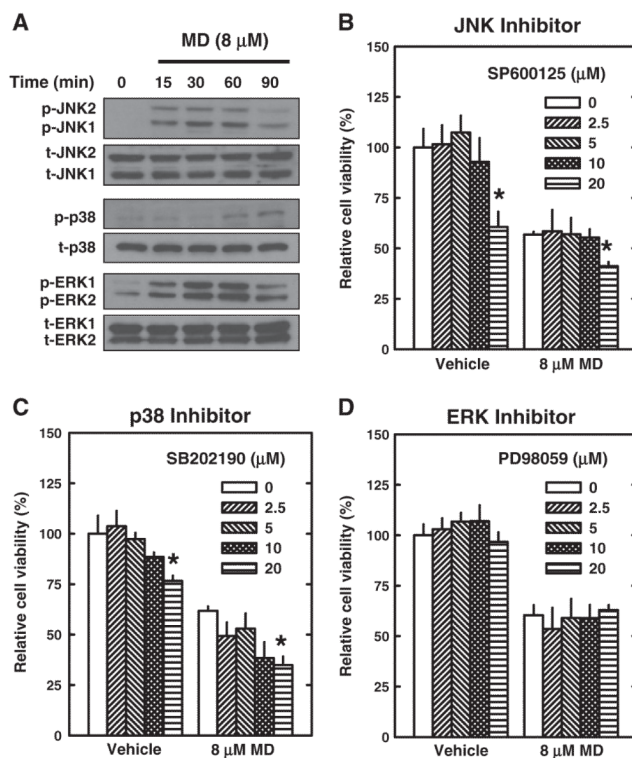 A
MD (8 μM)
Time (min) 0 15 30 60 90
p-JNK2
p-JNK1
t-JNK2
t-JNK1
p-p38
t-p38
p-ERK1
p-ERK2
t-ERK1
t-ERK2
B
JNK Inhibitor
SP600125 (μM)
0
2.5
5
10
20
Relative cell viability (%)
150
125
100
75
50
25
0
*
*
Vehicle 8 μM MD
C
p38 Inhibitor
SB202190 (μM)
0
2.5
5
10
20
Relative cell viability (%)
150
125
100
75
50
25
0
*
*
Vehicle 8 μM MD
D
ERK Inhibitor
PD98059 (μM)
0
2.5
5
10
20
Relative cell viability (%)
150
125
100
75
50
25
0
Vehicle 8 μM MD